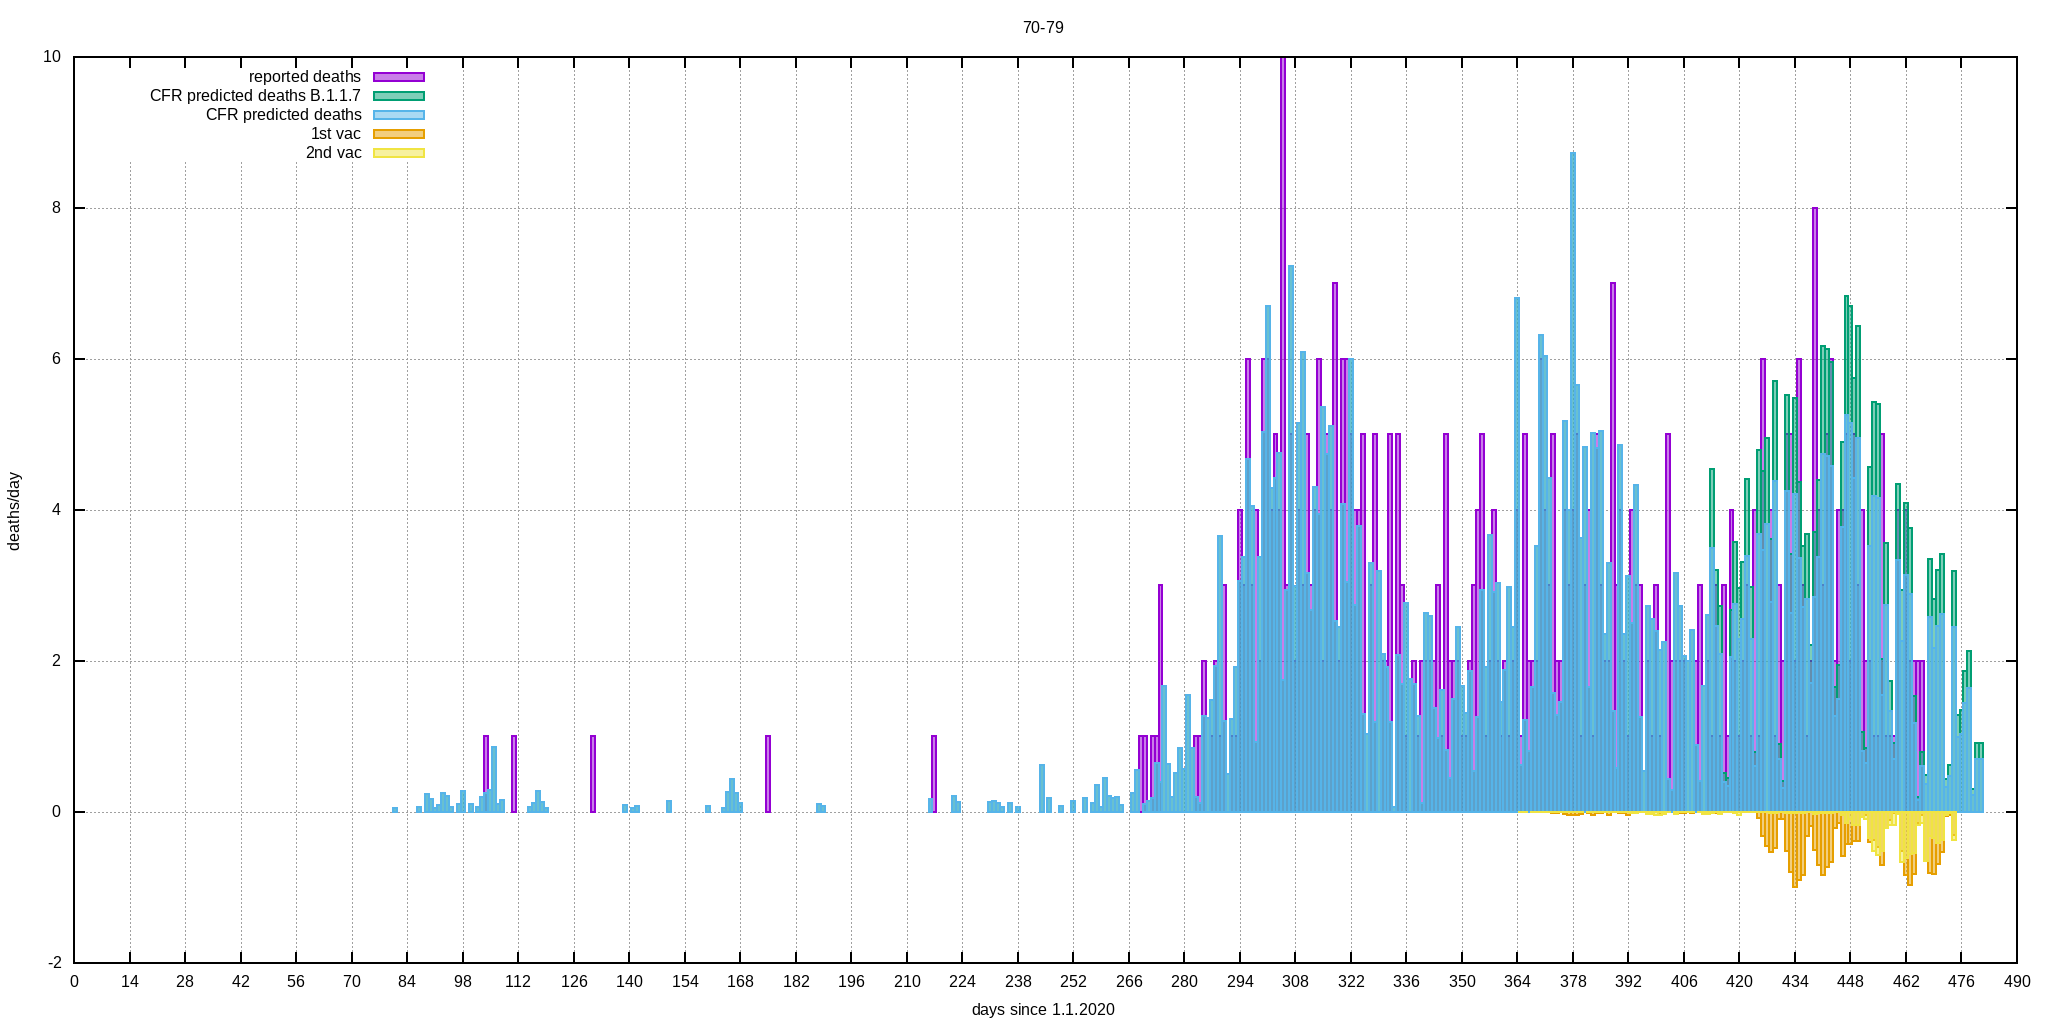 70-79
reported deaths
CFR predicted deaths B.1.1.7
CFR predicted deaths
1st vac
2nd vac
10
8
6
4
2
0
-2
deaths/day
0 14 28 42 56 70 84 98 112 126 140 154 168 182 196 210 224 238 252 266 280 294 308 322 336 350 364 378 392 406 420 434 448 462 476 490
days since 1.1.2020